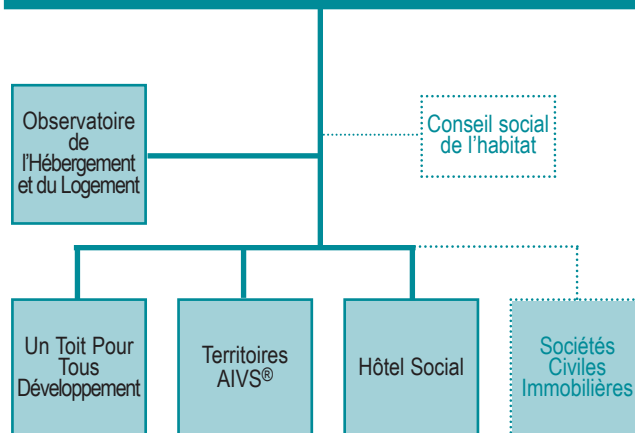 Observatoire
de
l'Hébergement
et du Logement
Conseil social
de l'habitat
Un Toit Pour
Tous
Développement
Territoires
AIVS®
Hôtel Social
Sociétés
Civiles
Immobilières